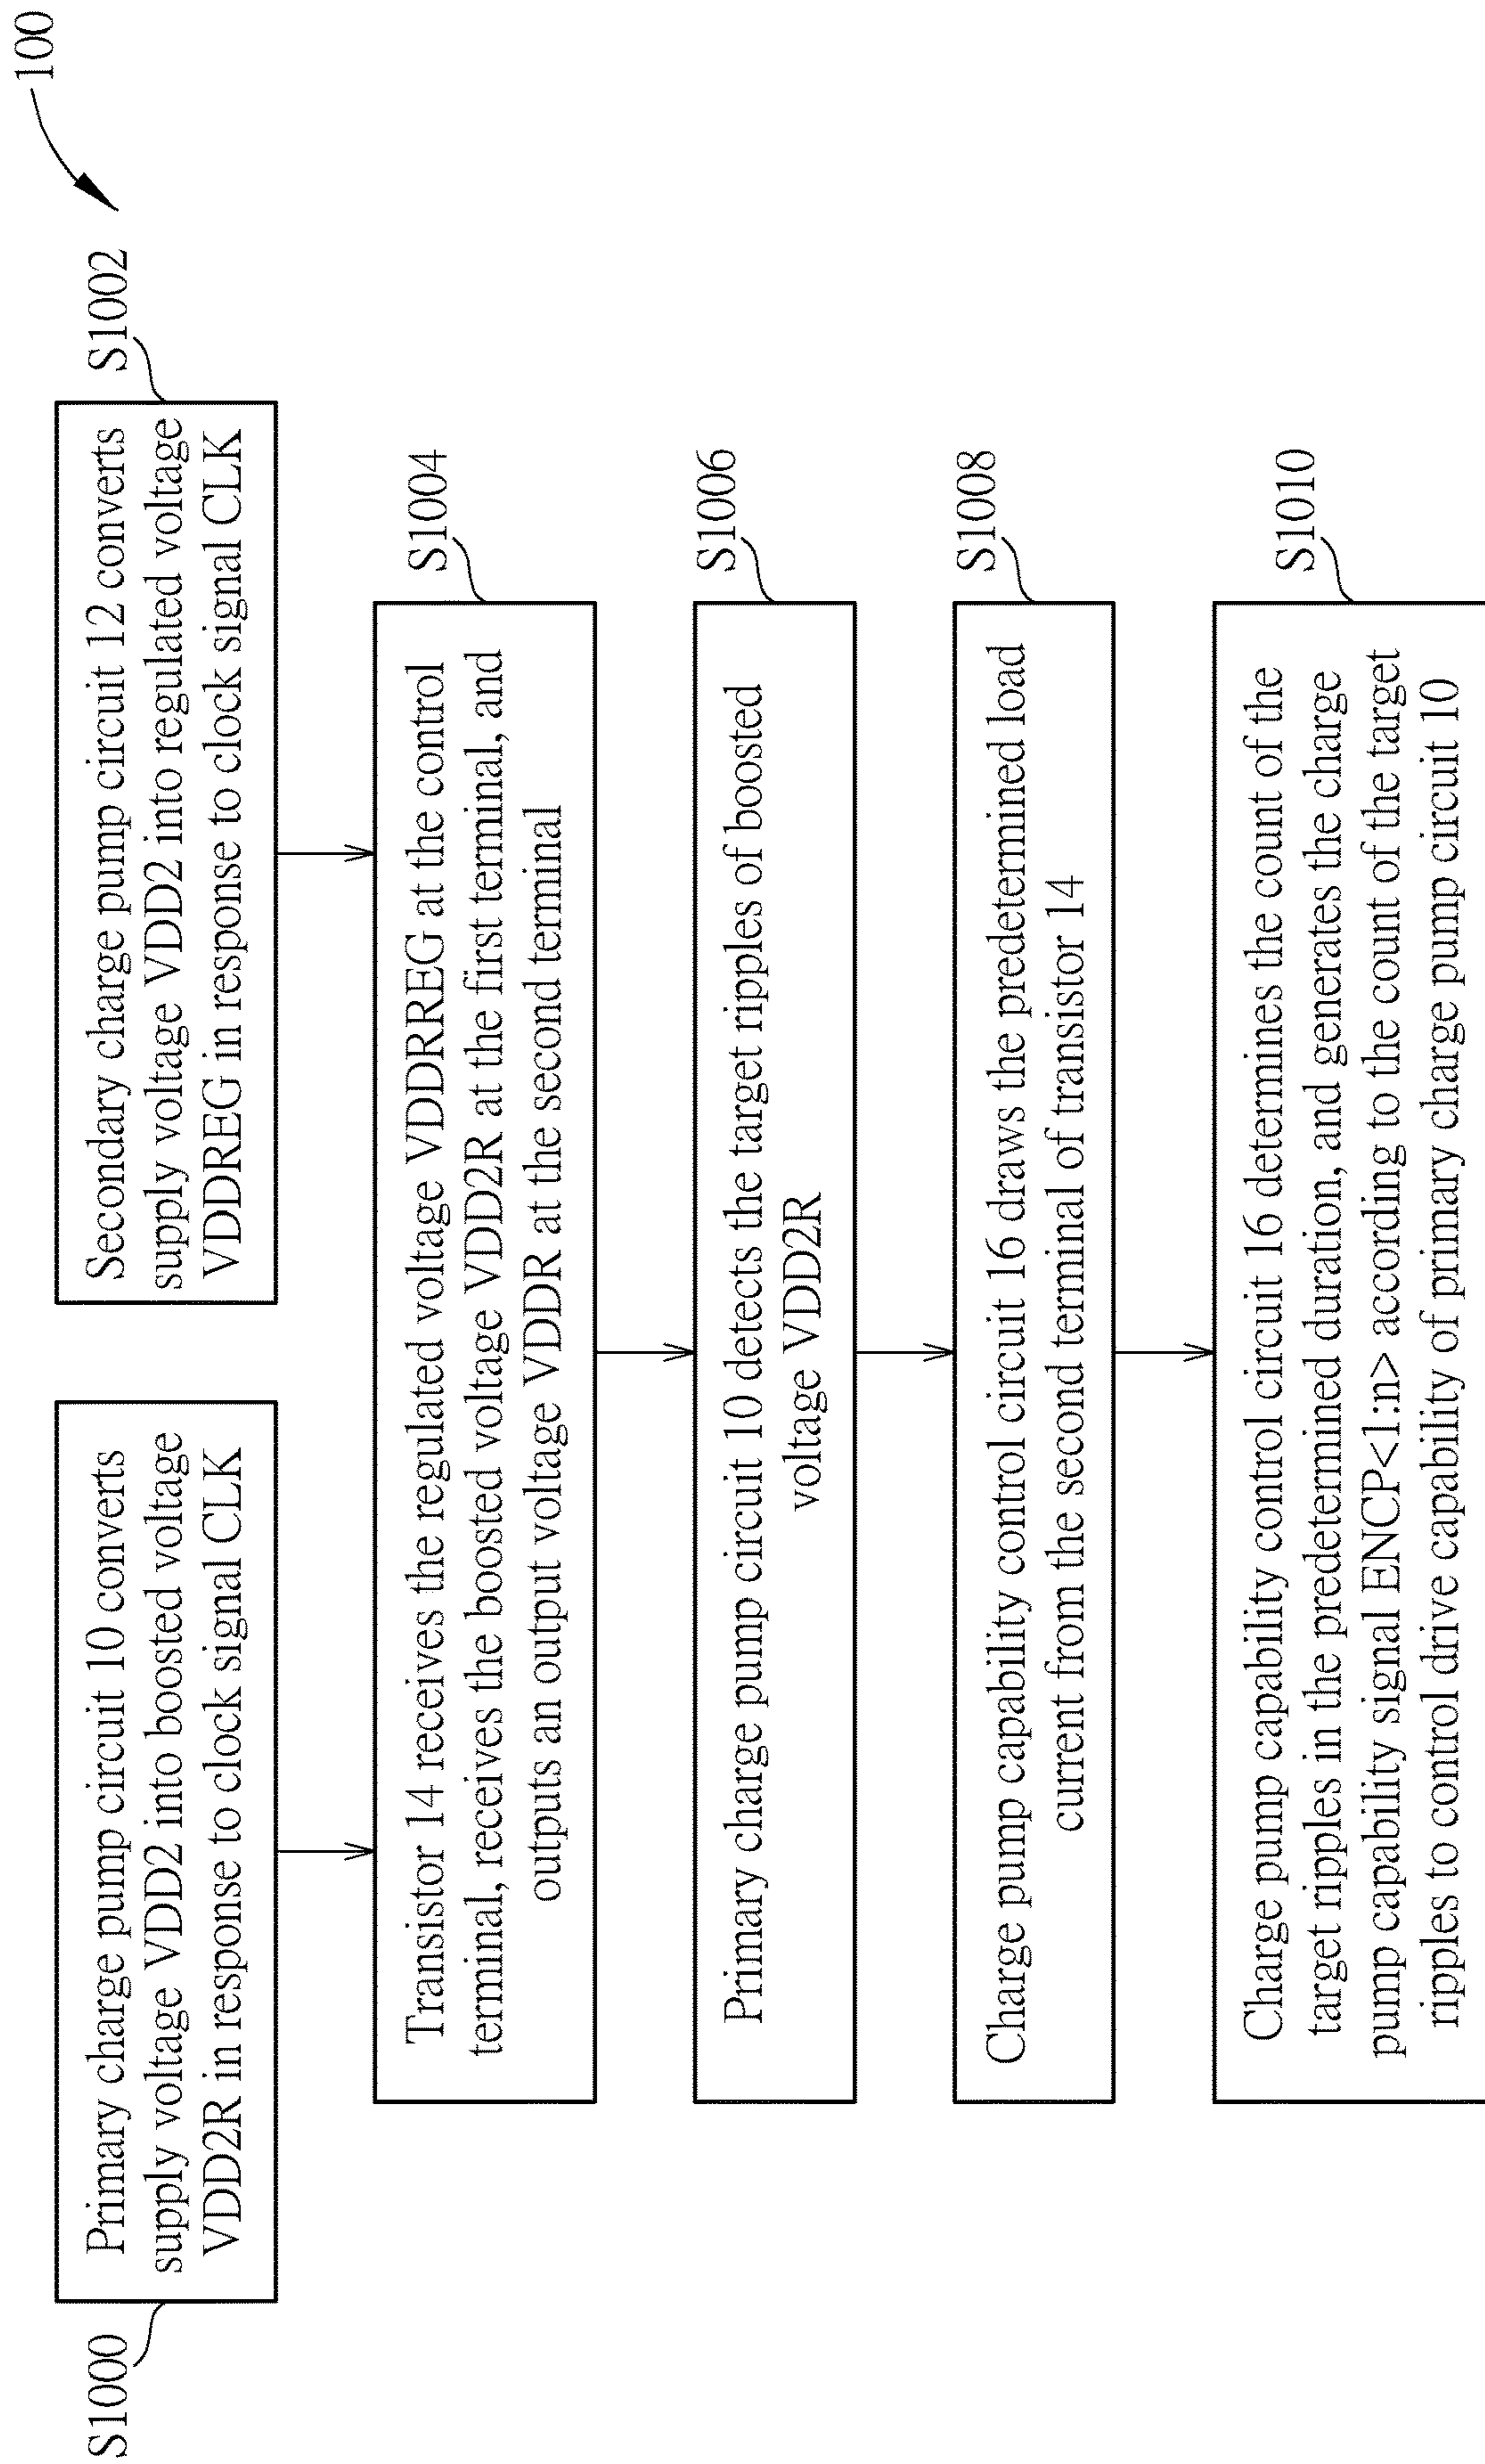 100
S1000
Primary charge pump circuit 10 converts
supply voltage VDD2 into boosted voltage
VDD2R in response to clock signal CLK
S1002
Secondary charge pump circuit 12 converts
supply voltage VDD2 into regulated voltage
VDDREG in response to clock signal CLK
S1004
Transistor 14 receives the regulated voltage VDDRREG at the control
terminal, receives the boosted voltage VDD2R at the first terminal, and
outputs an output voltage VDDR at the second terminal
S1006
Primary charge pump circuit 10 detects the target ripples of boosted
voltage VDD2R
S1008
Charge pump capability control circuit 16 draws the predetermined load
current from the second terminal of transistor 14
S1010
Charge pump capability control circuit 16 determines the count of the
target ripples in the predetermined duration, and generates the charge
pump capability signal ENCP<1:n> according to the count of the target
ripples to control drive capability of primary charge pump circuit 10